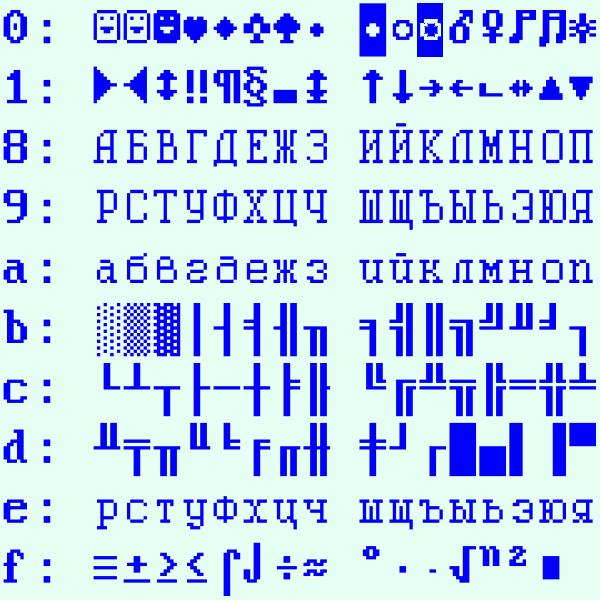 0: ☺☺☻♥♦♣♠• ◘○◙♂♀♪♫☼
1: ►◄↕‼¶§▬↨ ↑↓→←∟↔▲▼
8: АБВГДЕЖЗ ИЙКЛМНОП
9: РСТУФХЦЧ ШЩЪЫЬЭЮЯ
a: абвгдежз ийклмноп
b: ░▒▓│┤╡╢╖ ╕╣║╗╝╜╛┐
c: └┴┬├─┼╞╟ ╚╔╩╦╠═╬╧
d: ╨╤╥╙╘╒╓╫ ╪┘┌█▄▌▐▀
e: рстуфхцч шщъыьэюя
f: ≡±≥≤⌠⌡÷≈ °∙·√ⁿ²■